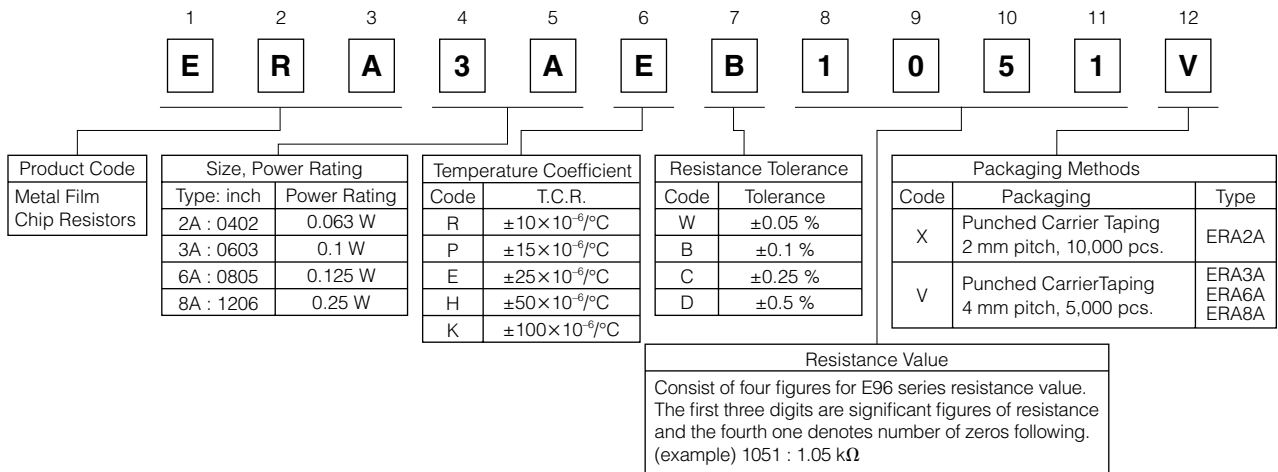 1 2 3 4 5 6 7 8 9 10 11 12
E R A 3 A E B 1 0 5 1 V
Product Code
Metal Film
Chip Resistors
Size, Power Rating
Type: inch Power Rating
2A : 0402 0.063 W
3A : 0603 0.1 W
6A : 0805 0.125 W
8A : 1206 0.25 W
Temperature Coefficient
Code T.C.R.
R ±10×10⁻⁶/°C
P ±15×10⁻⁶/°C
E ±25×10⁻⁶/°C
H ±50×10⁻⁶/°C
K ±100×10⁻⁶/°C
Resistance Tolerance
Code Tolerance
W ±0.05 %
B ±0.1 %
C ±0.25 %
D ±0.5 %
Packaging Methods
Code Packaging Type
X Punched Carrier Taping
2 mm pitch, 10,000 pcs. ERA2A
V Punched CarrierTaping
4 mm pitch, 5,000 pcs. ERA3A
ERA6A
ERA8A
Resistance Value
Consist of four figures for E96 series resistance value.
The first three digits are significant figures of resistance
and the fourth one denotes number of zeros following.
(example) 1051 : 1.05 kΩ